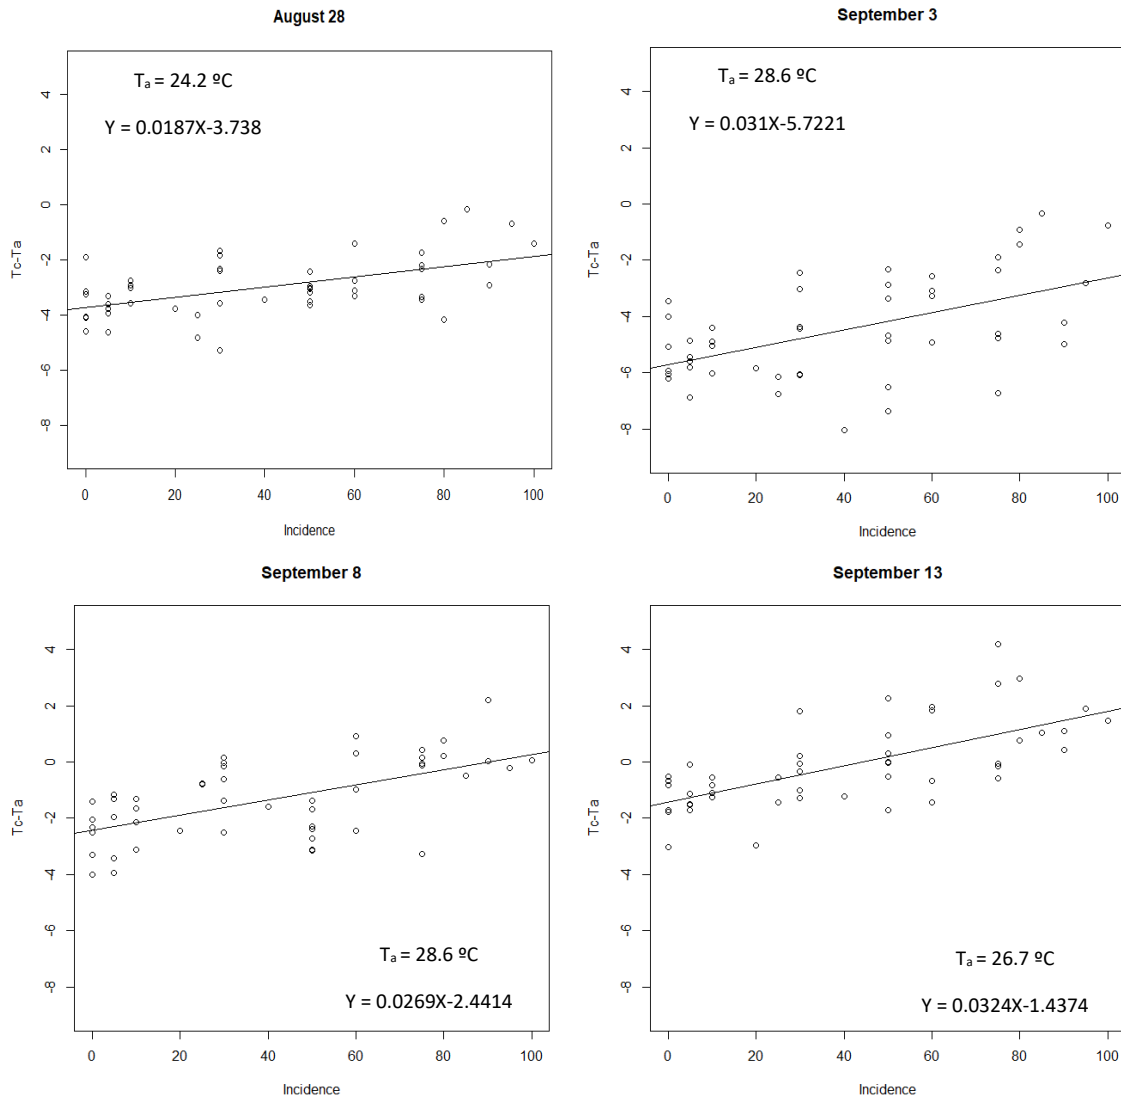 August 28
Tₐ = 24.2 ºC
Y = 0.0187X-3.738
4
2
0
-2
-4
-6
-8
Tc-Ta
0 20 40 60 80 100
Incidence
September 3
Tₐ = 28.6 ºC
Y = 0.031X-5.7221
4
2
0
-2
-4
-6
-8
Tc-Ta
0 20 40 60 80 100
Incidence
September 8
4
2
0
-2
-4
-6
-8
Tc-Ta
Tₐ = 28.6 ºC
Y = 0.0269X-2.4414
0 20 40 60 80 100
Incidence
September 13
4
2
0
-2
-4
-6
-8
Tc-Ta
Tₐ = 26.7 ºC
Y = 0.0324X-1.4374
0 20 40 60 80 100
Incidence